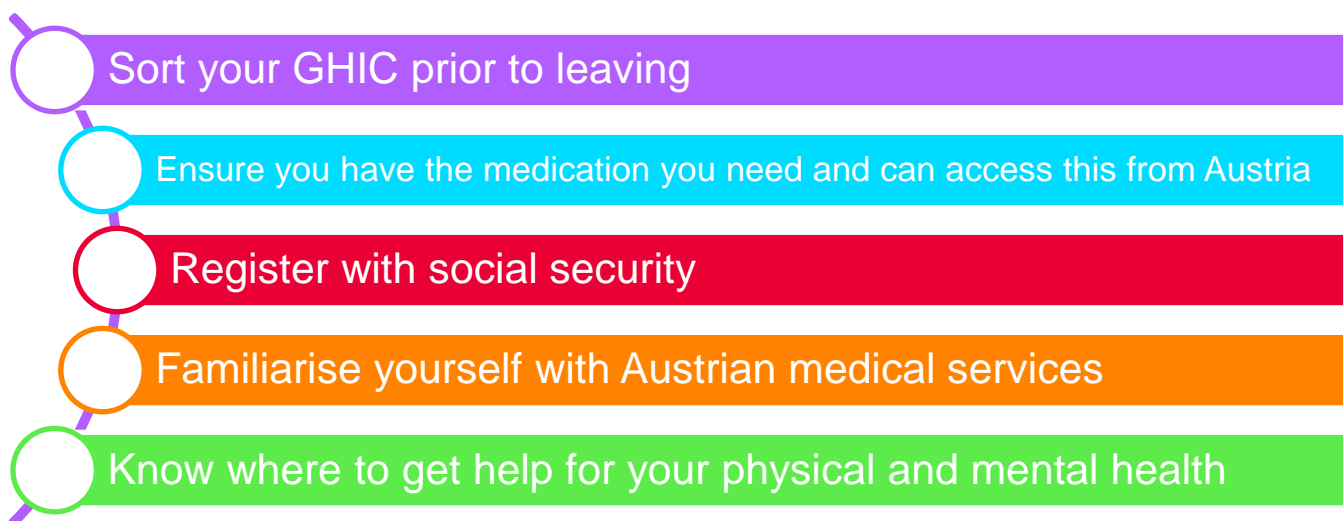 Sort your GHIC prior to leaving
Ensure you have the medication you need and can access this from Austria
Register with social security
Familiarise yourself with Austrian medical services
Know where to get help for your physical and mental health